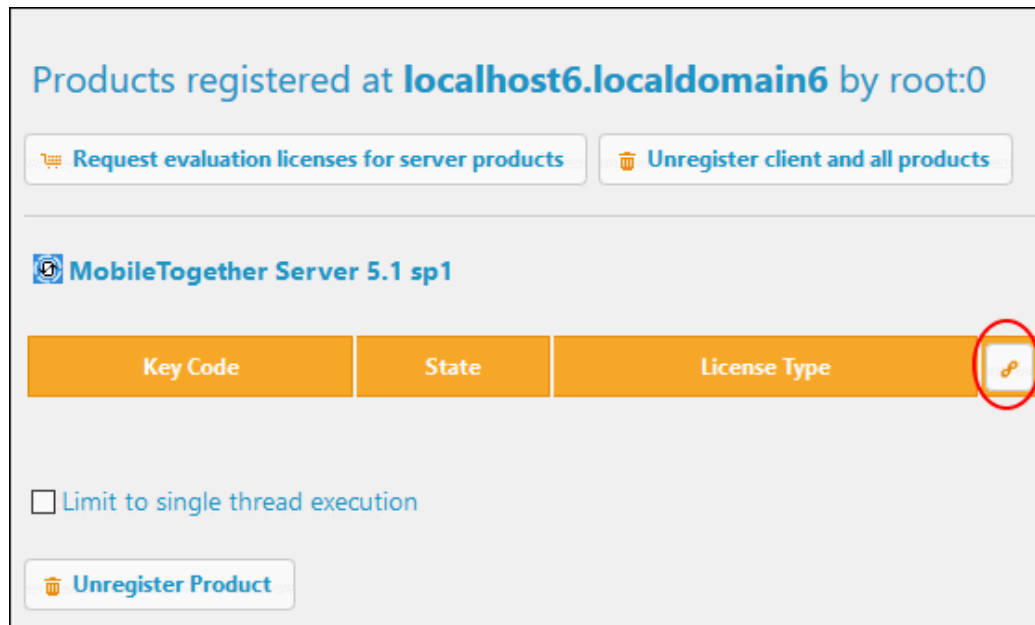 Products registered at localhost6.localdomain6 by root:0
Request evaluation licenses for server products
Unregister client and all products
MobileTogether Server 5.1 sp1
Key Code
State
License Type
Limit to single thread execution
Unregister Product